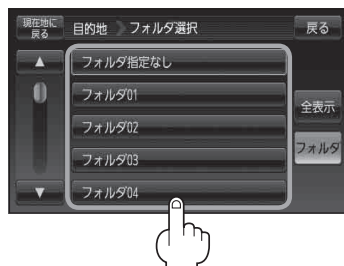 現在地に
戻る
目的地
フォルダ選択
戻る
▲
フォルダ指定なし
フォルダ01
フォルダ02
フォルダ03
フォルダ04
▼
全表示
フォルダ